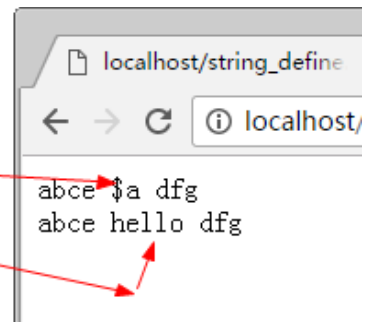 localhost/string_define
localhost/
abce $a dfg
abce hello dfg